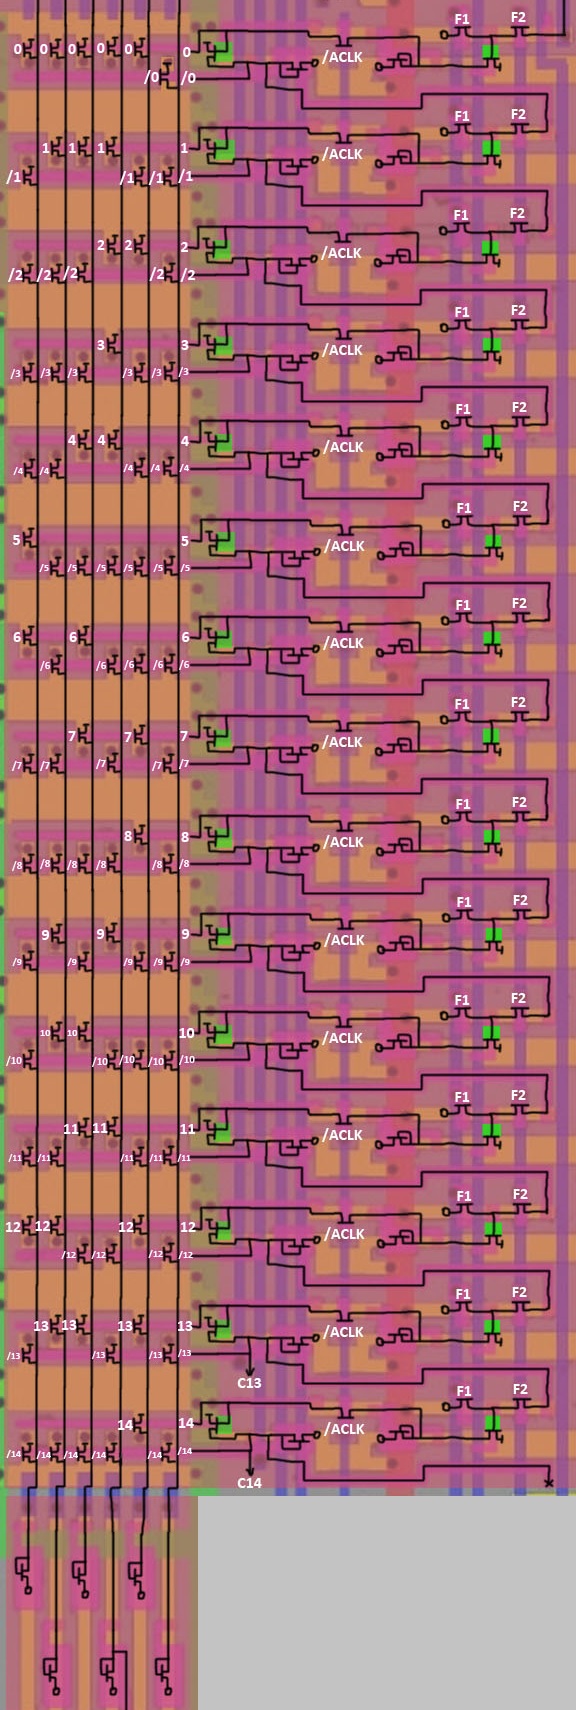 F1 F2
0 0 0 0 0 0
/ACLK
/0 /0
F1 F2
1 1 1 1
/ACLK
/1 /1 /1 /1
F1 F2
2 2 2
/ACLK
/2 /2 /2 /2 /2
F1 F2
3 3
/ACLK
/3 /3 /3 /3 /3 /3
F1 F2
4 4 4
/ACLK
/4 /4 /4 /4 /4
F1 F2
5 5
/ACLK
/5 /5 /5 /5 /5 /5
F1 F2
6 6 6
/ACLK
/6 /6 /6 /6 /6
F1 F2
7 7 7
/ACLK
/7 /7 /7 /7 /7
F1 F2
8 8
/ACLK
/8 /8 /8 /8 /8 /8
F1 F2
9 9 9
/ACLK
/9 /9 /9 /9 /9
F1 F2
10 10 10
/ACLK
/10 /10 /10 /10 /10
F1 F2
11 11 11
/ACLK
/11 /11 /11 /11 /11
F1 F2
12 12 12 12
/ACLK
/12 /12 /12 /12
F1 F2
13 13 13 13
/ACLK
/13 /13 /13 /13
C13
F1 F2
14 14
/ACLK
/14 /14 /14 /14 /14 /14
C14